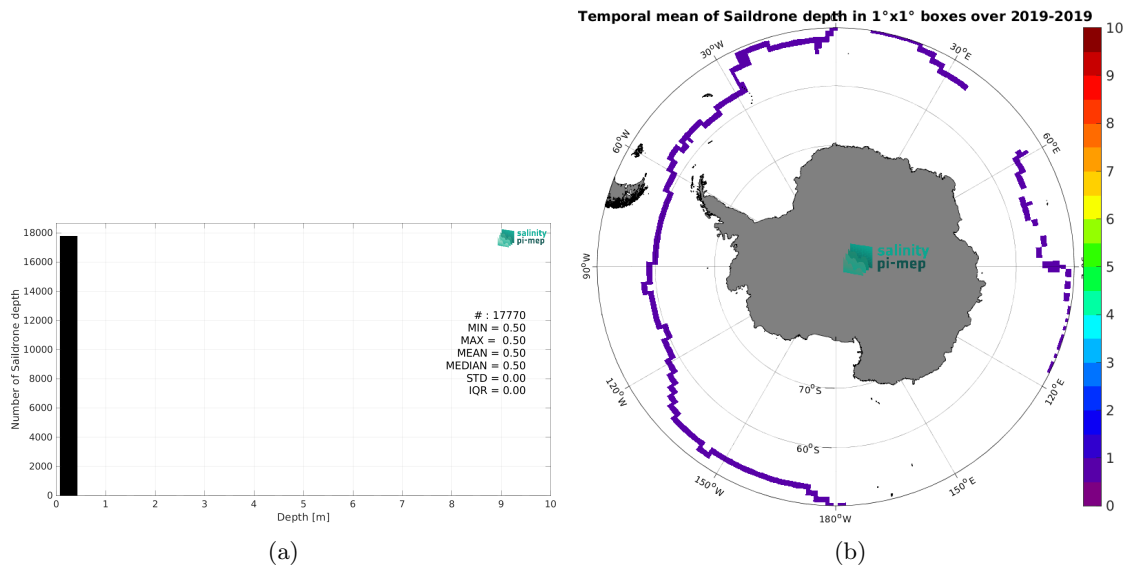 18000
16000
14000
12000
10000
8000
6000
4000
2000
0
Number of Saildrone depth
salinity
pi-mep
# : 17770
MIN = 0.50
MAX = 0.50
MEAN = 0.50
MEDIAN = 0.50
STD = 0.00
IQR = 0.00
0 1 2 3 4 5 6 7 8 9 10
Depth [m]
(a)
Temporal mean of Saildrone depth in 1°x1° boxes over 2019-2019
30°W
30°E
60°W
60°E
90°W
salinity
pi-mep
120°W
120°E
70°S
60°S
150°W
150°E
180°W
10
9
8
7
6
5
4
3
2
1
0
(b)